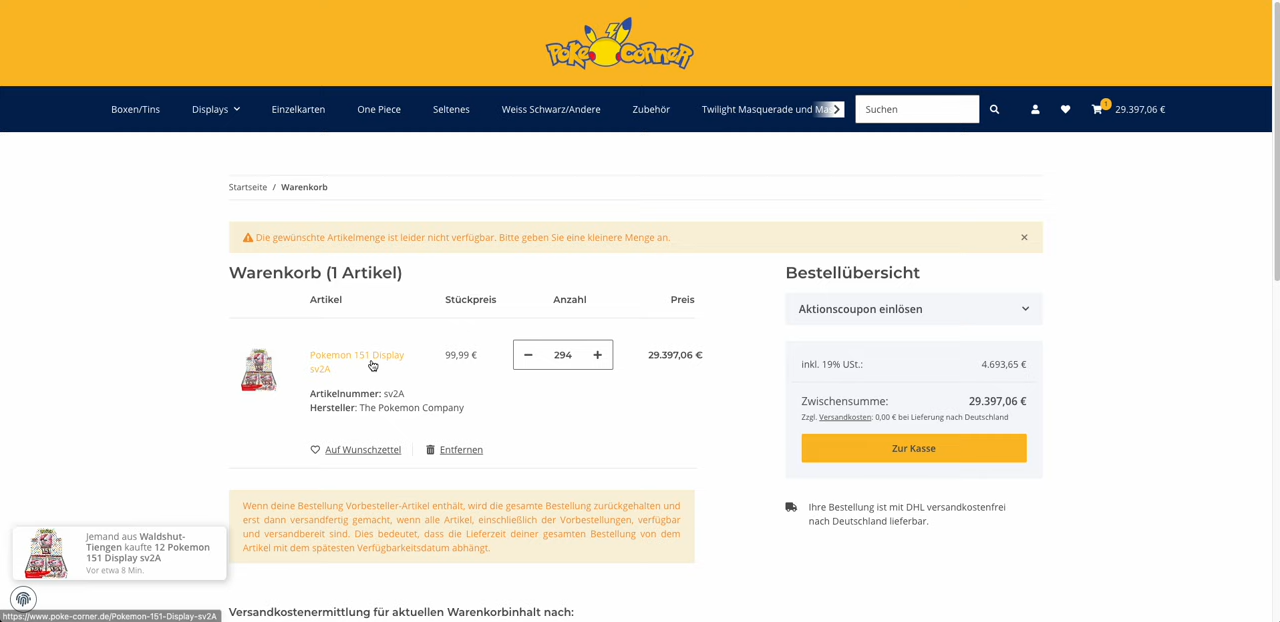 POKE CORNER
Boxen/Tins
Displays
Einzelkarten
One Piece
Seltenes
Weiss Schwarz/Andere
Zubehör
Twilight Masquerade und
Suchen
1
29.397,06 €
Startseite / Warenkorb
Die gewünschte Artikelmenge ist leider nicht verfügbar. Bitte geben Sie eine kleinere Menge an.
×
Warenkorb (1 Artikel)
Artikel
Stückpreis
Anzahl
Preis
Pokemon 151 Display
sv2A
99,99 €
− 294 +
29.397,06 €
Artikelnummer: sv2A
Hersteller: The Pokemon Company
Auf Wunschzettel
Entfernen
Wenn deine Bestellung Vorbesteller-Artikel enthält, wird die gesamte Bestellung zurückgehalten und
erst dann versandfertig gemacht, wenn alle Artikel, einschließlich der Vorbestellungen, verfügbar
und versandbereit sind. Dies bedeutet, dass die Lieferzeit deiner gesamten Bestellung von dem
Artikel mit dem spätesten Verfügbarkeitsdatum abhängt.
Versandkostenermittlung für aktuellen Warenkorbinhalt nach:
Bestellübersicht
Aktionscoupon einlösen
inkl. 19% USt.:
4.693,65 €
Zwischensumme:
29.397,06 €
Zzgl. Versandkosten: 0,00 € bei Lieferung nach Deutschland
Zur Kasse
Ihre Bestellung ist mit DHL versandkostenfrei
nach Deutschland lieferbar.
Jemand aus Waldshut-
Tiengen kaufte 12 Pokemon
151 Display sv2A
Vor etwa 8 Min.
https://www.poke-corner.de/Pokemon-151-Display-sv2A